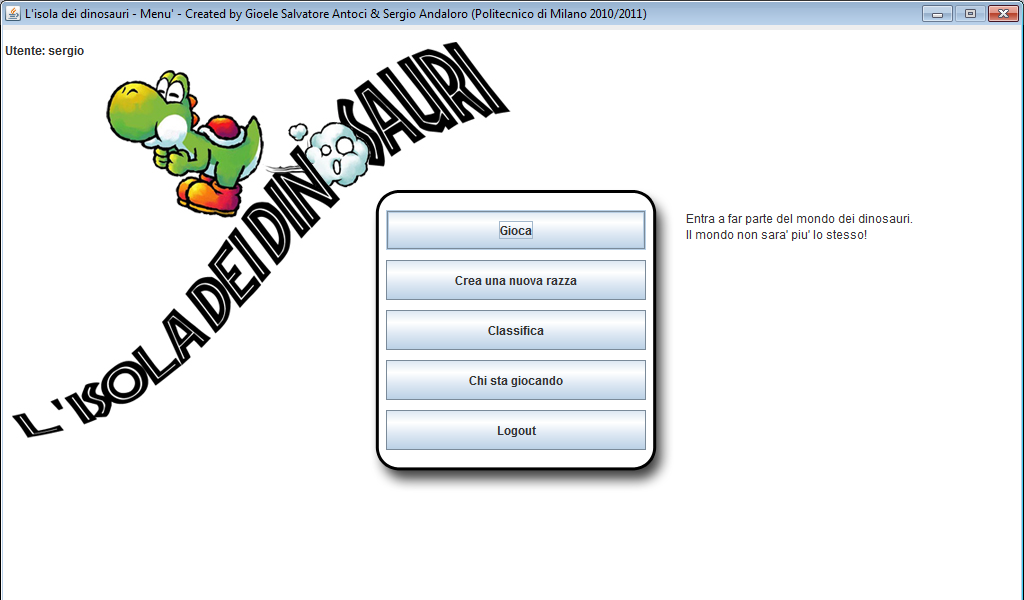 L'isola dei dinosauri - Menu' - Created by Gioele Salvatore Antoci & Sergio Andaloro (Politecnico di Milano 2010/2011)
Utente: sergio
L'ISOLA DEI DINOSAURI
Gioca
Crea una nuova razza
Classifica
Chi sta giocando
Logout
Entra a far parte del mondo dei dinosauri.
Il mondo non sara' piu' lo stesso!